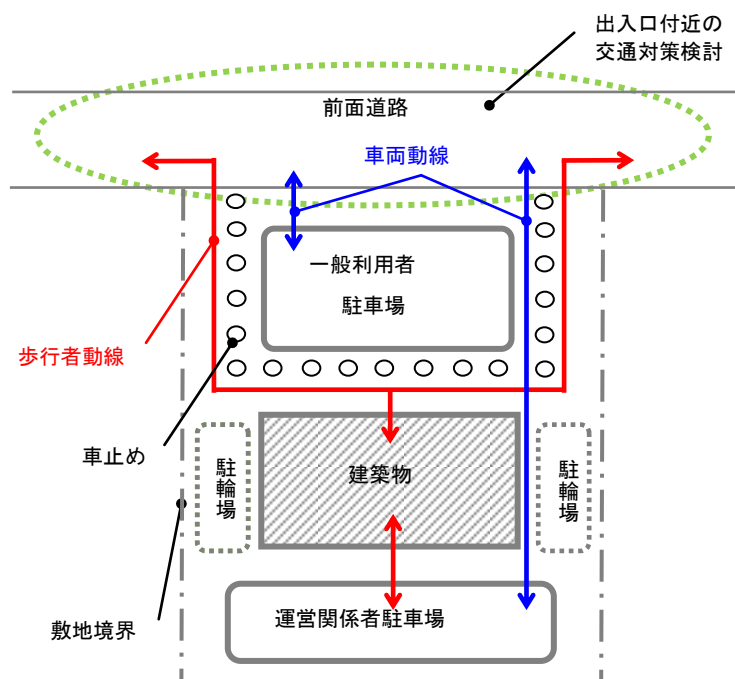 出入口付近の
交通対策検討
前面道路
車両動線
一般利用者
駐車場
歩行者動線
車止め
駐輪場
建築物
駐輪場
運営関係者駐車場
敷地境界